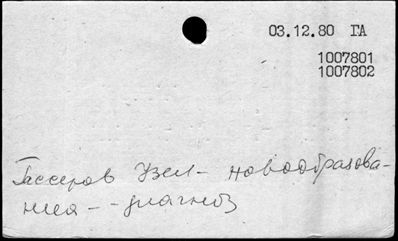 03.12.80 ГА
1007801
1007802
Гассеров узел - новообразова-
ния - диагноз